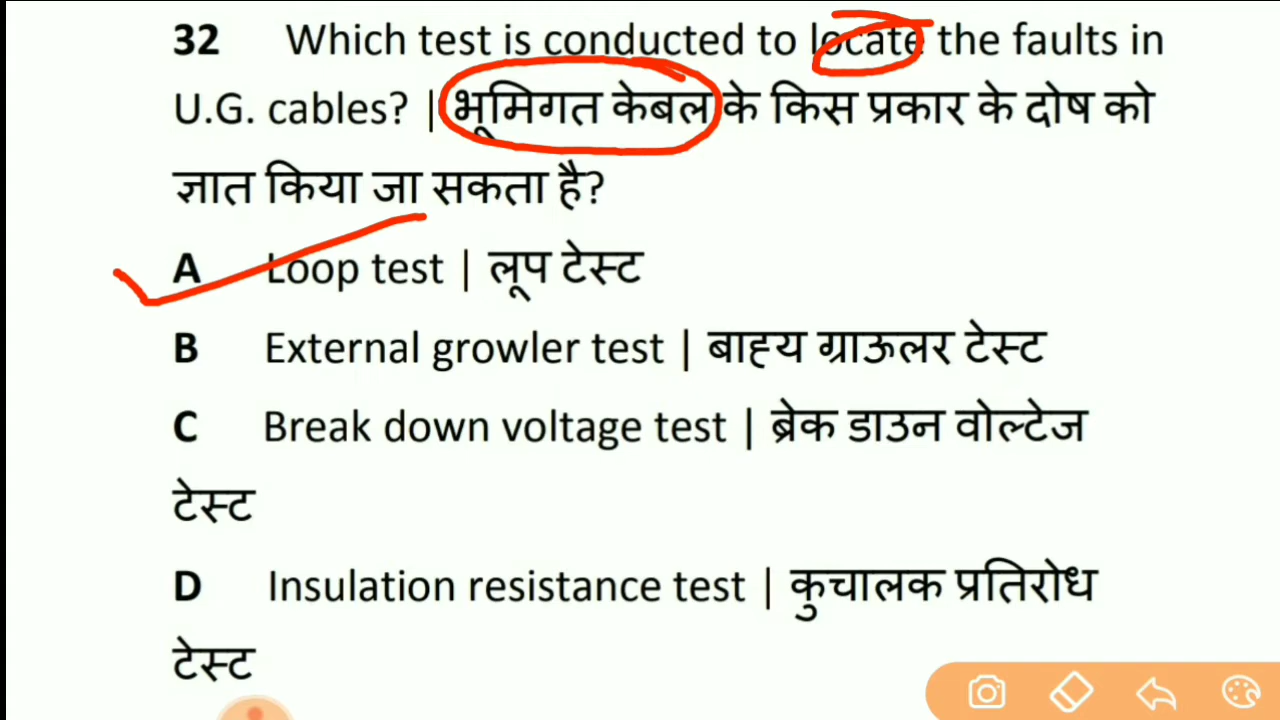 32 Which test is conducted to locate the faults in
U.G. cables? | भूमिगत केबल के किस प्रकार के दोष को
ज्ञात किया जा सकता है?
A Loop test | लूप टेस्ट
B External growler test | बाह्य ग्राऊलर टेस्ट
C Break down voltage test | ब्रेक डाउन वोल्टेज
टेस्ट
D Insulation resistance test | कुचालक प्रतिरोध
टेस्ट